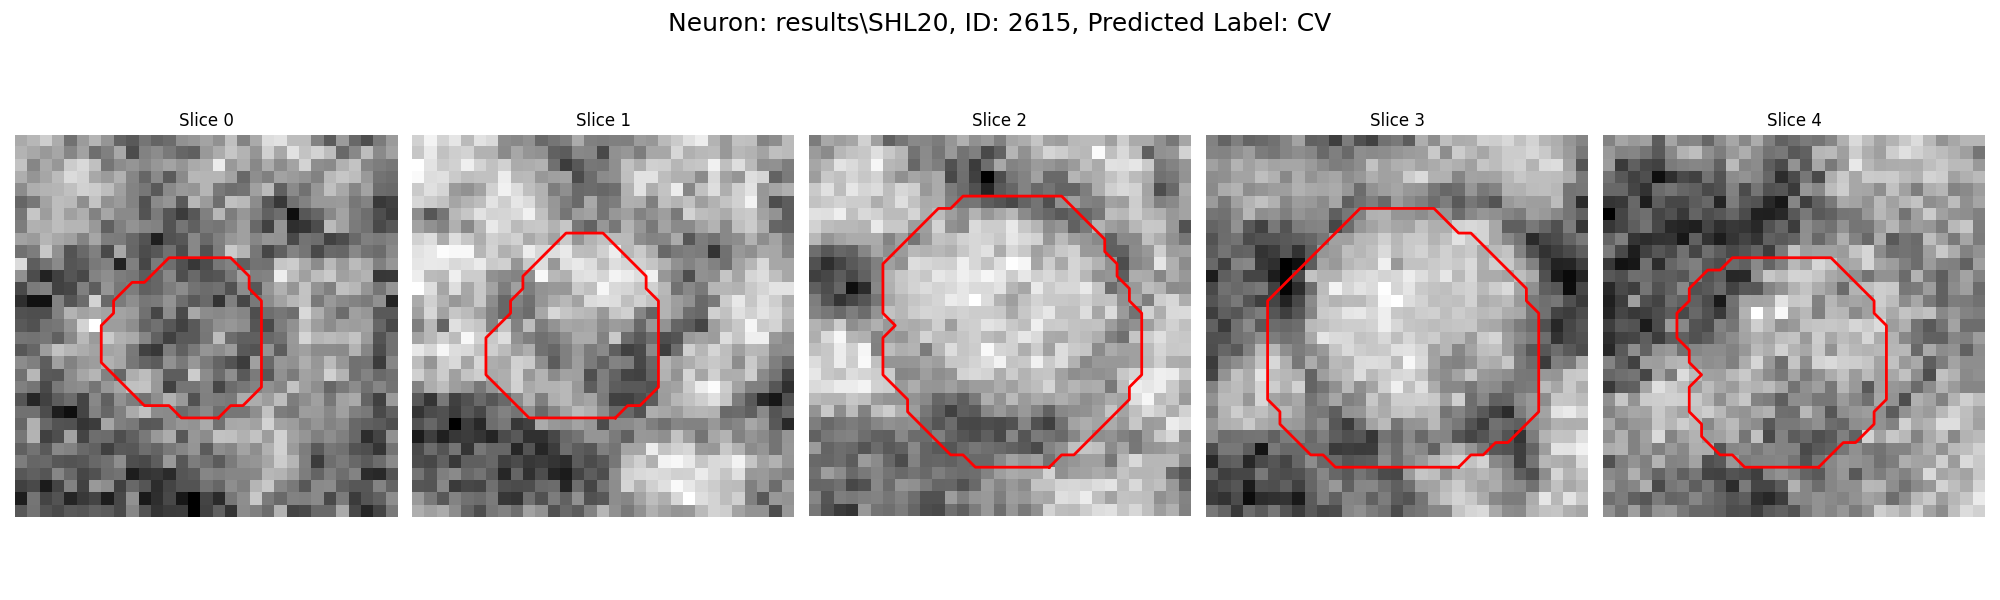 Neuron: results\SHL20, ID: 2615, Predicted Label: CV
Slice 0
Slice 1
Slice 2
Slice 3
Slice 4